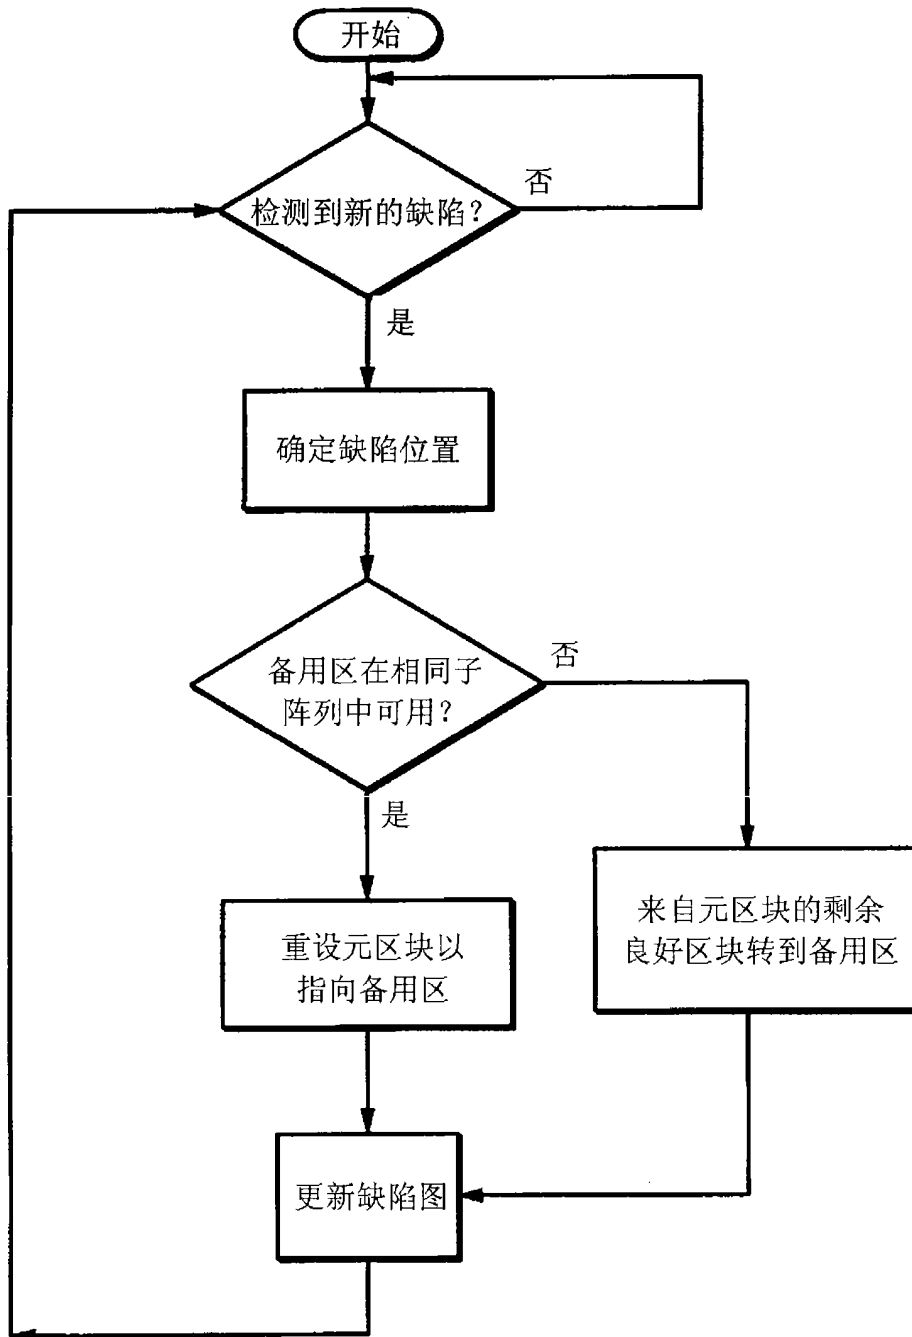 开始
检测到新的缺陷?
否
是
确定缺陷位置
备用区在相同子
阵列中可用?
否
是
重设元区块以
指向备用区
来自元区块的剩余
良好区块转到备用区
更新缺陷图